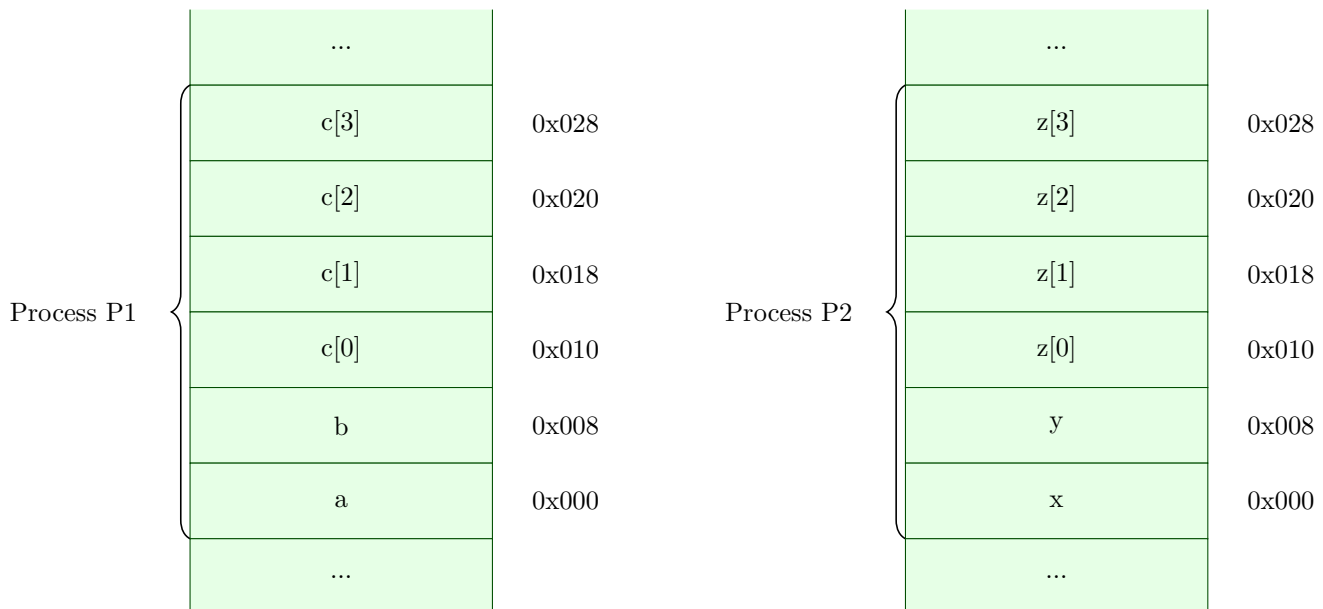 ...
c[3] 0x028
c[2] 0x020
c[1] 0x018
Process P1
c[0] 0x010
b 0x008
a 0x000
...
...
z[3] 0x028
z[2] 0x020
z[1] 0x018
Process P2
z[0] 0x010
y 0x008
x 0x000
...